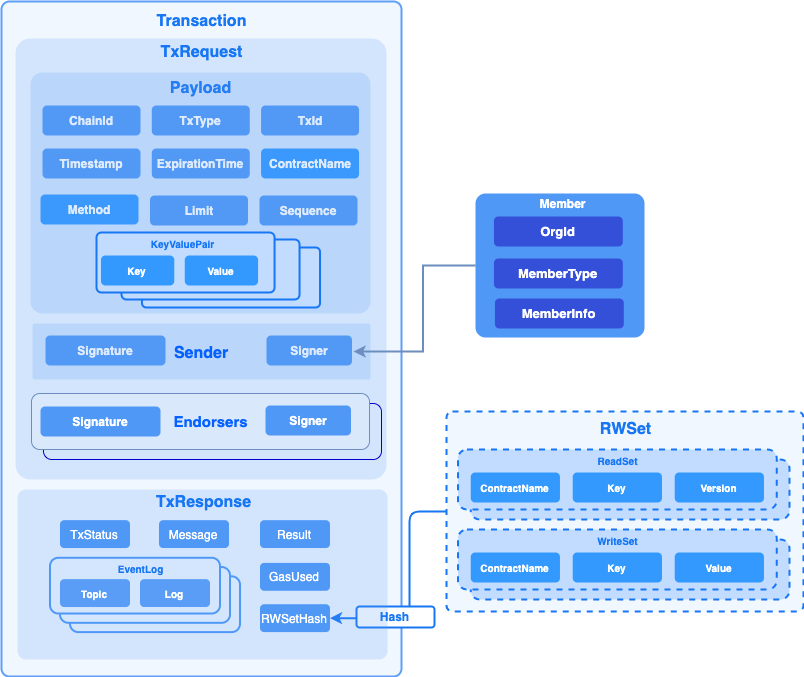 Transaction
TxRequest
Payload
ChainId
TxType
TxId
Timestamp
ExpirationTime
ContractName
Method
Limit
Sequence
KeyValuePair
Key
Value
Signature
Sender
Signer
Signature
Endorsers
Signer
TxResponse
TxStatus
Message
Result
EventLog
Topic
Log
GasUsed
RWSetHash
Hash
Member
OrgId
MemberType
MemberInfo
RWSet
ReadSet
ContractName
Key
Version
WriteSet
ContractName
Key
Value